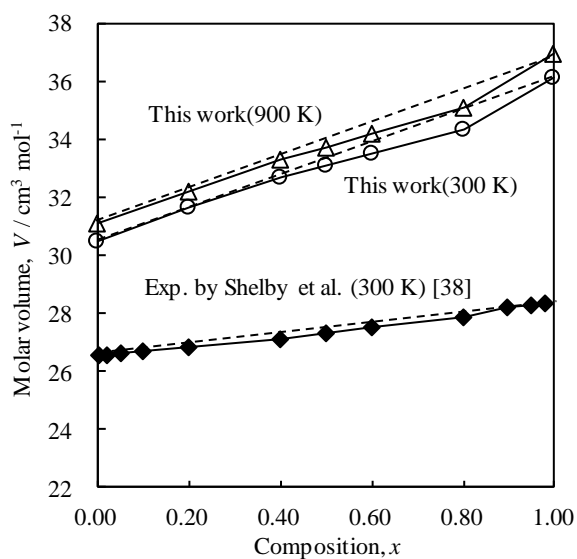 38
36
34
32
30
28
26
24
22
Molar volume, V / cm³ mol⁻¹
This work(900 K)
This work(300 K)
Exp. by Shelby et al. (300 K) [38]
0.00 0.20 0.40 0.60 0.80 1.00
Composition, x